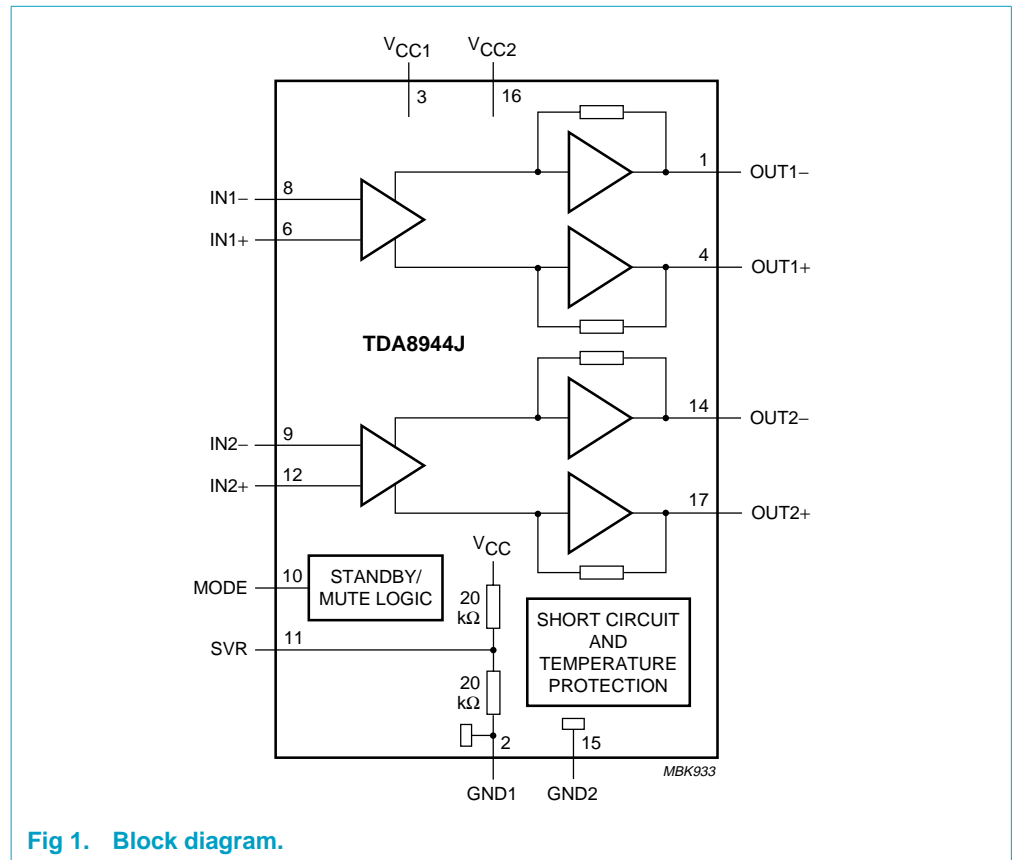 VCC1
VCC2
3
16
1
OUT1−
IN1−
8
IN1+
6
4
OUT1+
TDA8944J
14
OUT2−
IN2−
9
IN2+
12
17
OUT2+
VCC
MODE
10
STANDBY/
MUTE LOGIC
20
kΩ
SHORT CIRCUIT
AND
TEMPERATURE
PROTECTION
SVR
11
20
kΩ
2
15
MBK933
GND1
GND2
Fig 1. Block diagram.